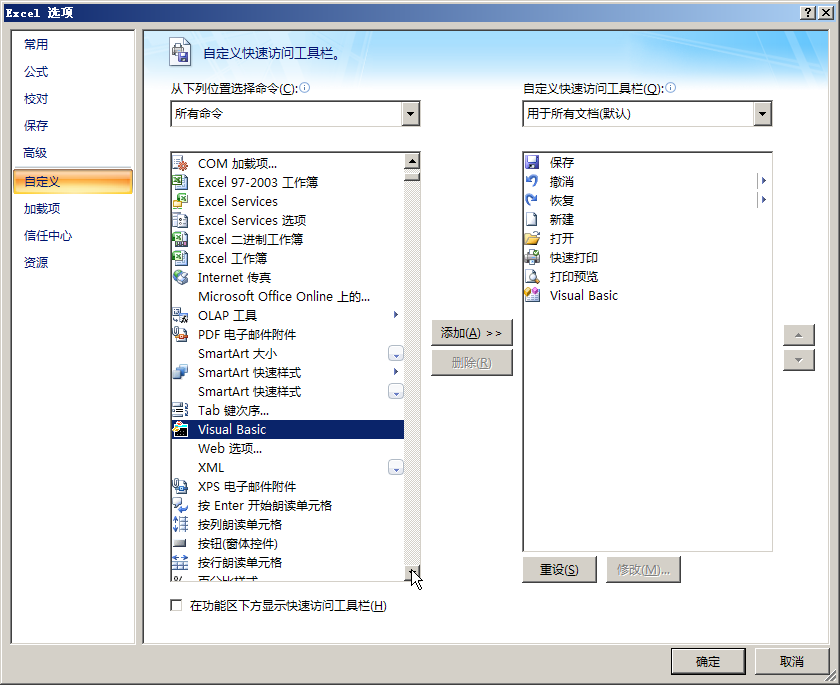 Excel 选项
常用
公式
校对
保存
高级
自定义
加载项
信任中心
资源
自定义快速访问工具栏。
从下列位置选择命令(C):
所有命令
COM 加载项...
Excel 97-2003 工作簿
Excel Services
Excel Services 选项
Excel 二进制工作簿
Excel 工作簿
Internet 传真
Microsoft Office Online 上的...
OLAP 工具
PDF 电子邮件附件
SmartArt 大小
SmartArt 快速样式
SmartArt 快速样式
Tab 键次序...
Visual Basic
Web 选项...
XML
XPS 电子邮件附件
按 Enter 开始朗读单元格
按列朗读单元格
按钮(窗体控件)
按行朗读单元格
百分比样式
在功能区下方显示快速访问工具栏(H)
添加(A) >>
删除(R)
自定义快速访问工具栏(Q):
用于所有文档(默认)
保存
撤消
恢复
新建
打开
快速打印
打印预览
Visual Basic
重设(S)
修改(M)...
确定
取消